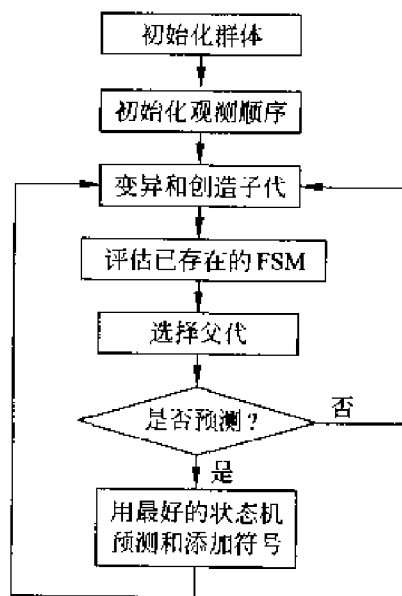 初始化群体
初始化观测顺序
变异和创造子代
评估已存在的FSM
选择父代
是否预测？
否
是
用最好的状态机
预测和添加符号